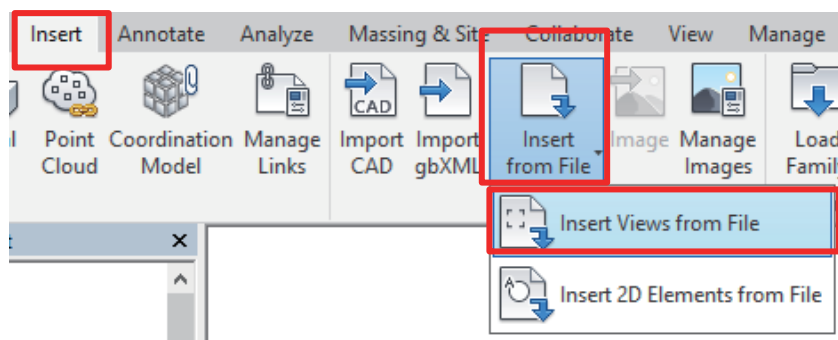 Insert Annotate Analyze Massing & Site Collaborate View Manage
CAD
Point Coordination Manage Import Import Insert Image Manage Load
Cloud Model Links CAD gbXML from File Images Family
Insert Views from File
A
Insert 2D Elements from File